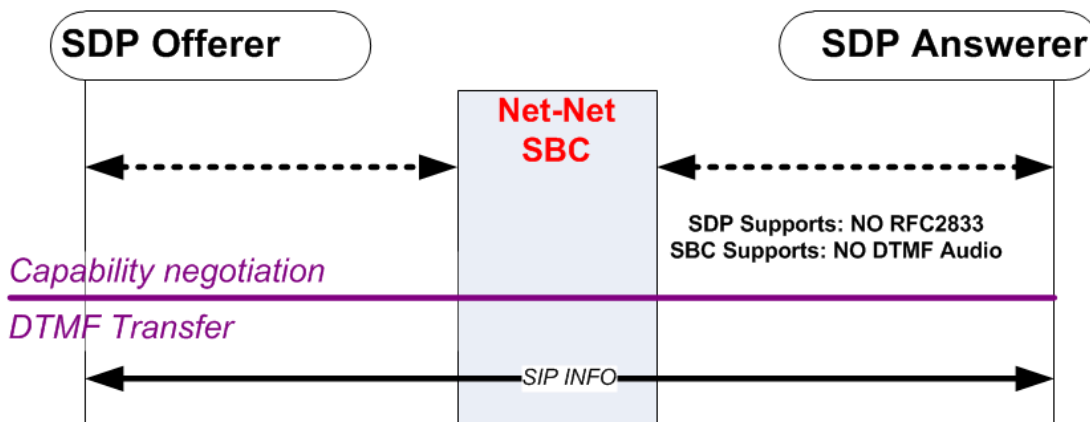 SDP Offerer
SDP Answerer
Net-Net
SBC
SDP Supports: NO RFC2833
SBC Supports: NO DTMF Audio
Capability negotiation
DTMF Transfer
SIP INFO